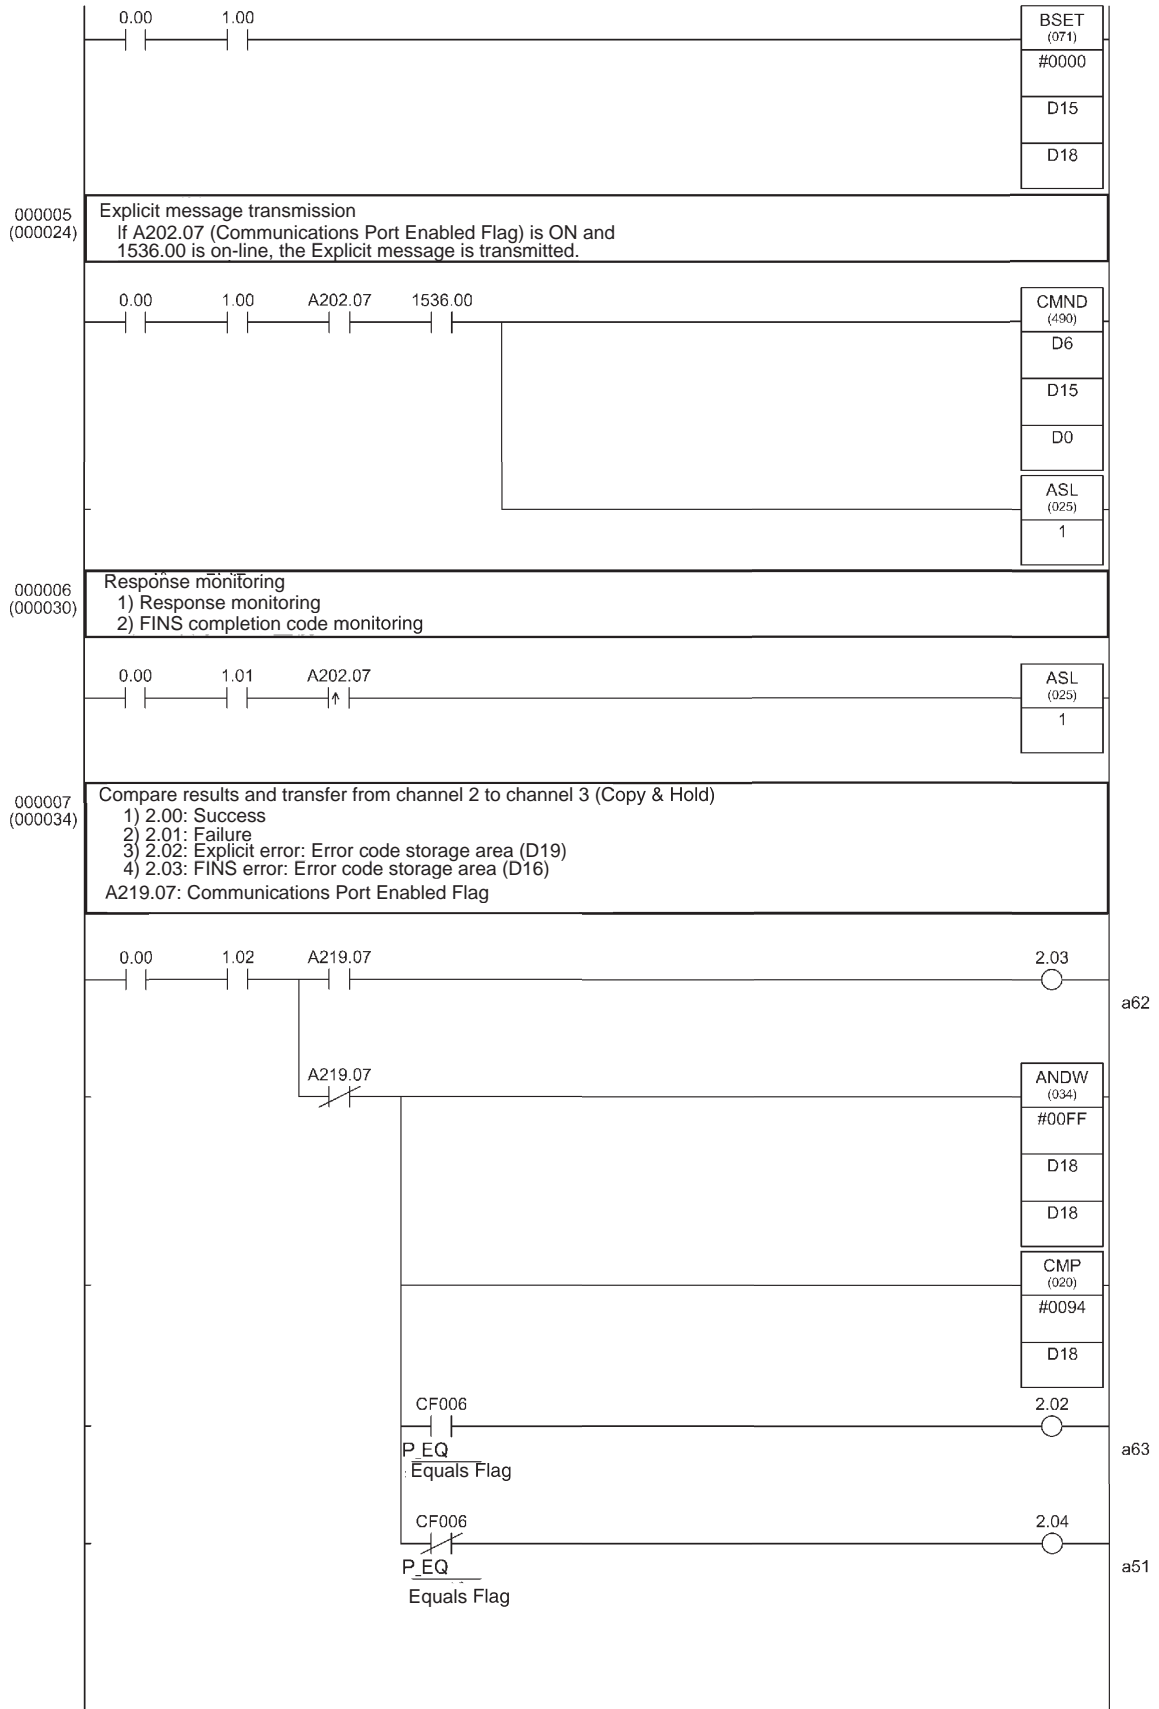 0.00 1.00 BSET
(071)
#0000
D15
D18
000005
(000024)
Explicit message transmission
If A202.07 (Communications Port Enabled Flag) is ON and
1536.00 is on-line, the Explicit message is transmitted.
0.00 1.00 A202.07 1536.00 CMND
(490)
D6
D15
D0
ASL
(025)
1
000006
(000030)
Response monitoring
1) Response monitoring
2) FINS completion code monitoring
0.00 1.01 A202.07 ASL
(025)
1
000007
(000034)
Compare results and transfer from channel 2 to channel 3 (Copy & Hold)
1) 2.00: Success
2) 2.01: Failure
3) 2.02: Explicit error: Error code storage area (D19)
4) 2.03: FINS error: Error code storage area (D16)
A219.07: Communications Port Enabled Flag
0.00 1.02 A219.07 2.03
a62
A219.07 ANDW
(034)
#00FF
D18
D18
CMP
(020)
#0094
D18
CF006 2.02
P_EQ a63
Equals Flag
CF006 2.04
P_EQ a51
Equals Flag